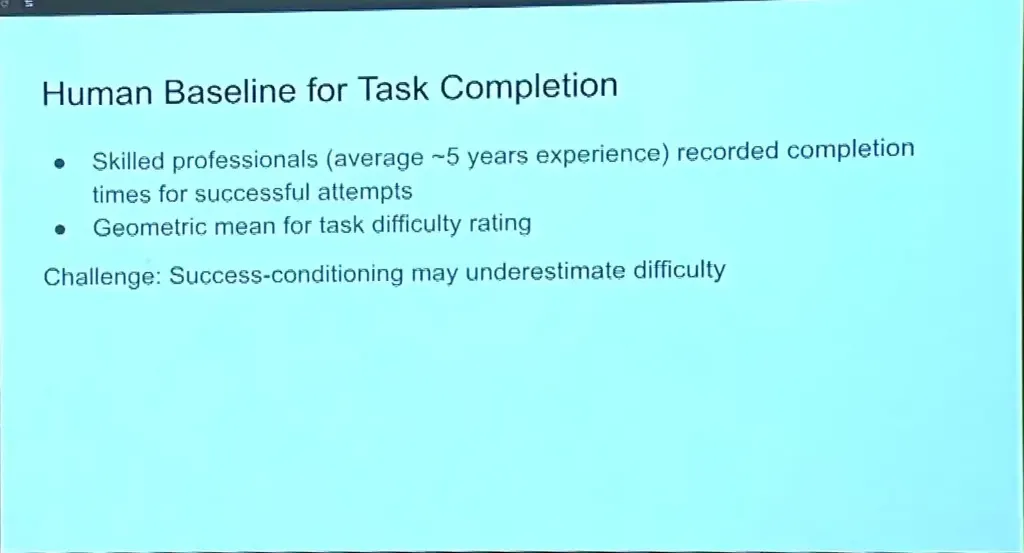 Human Baseline for Task Completion
● Skilled professionals (average ~5 years experience) recorded completion
times for successful attempts
● Geometric mean for task difficulty rating
Challenge: Success-conditioning may underestimate difficulty